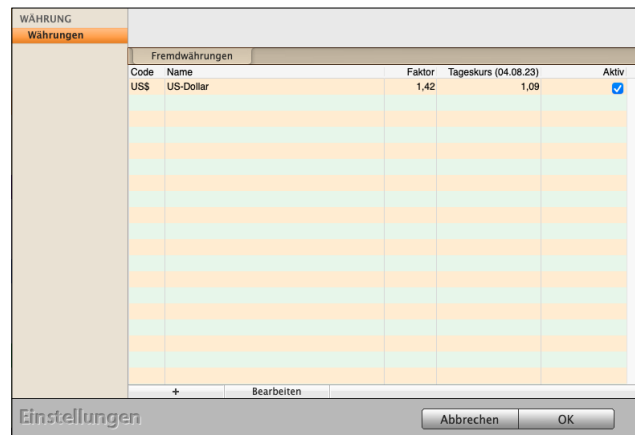 WÄHRUNG
Währungen
Fremdwährungen
Code Name Faktor Tageskurs (04.08.23) Aktiv
US$ US-Dollar 1,42 1,09
+ Bearbeiten
Einstellungen
Abbrechen OK